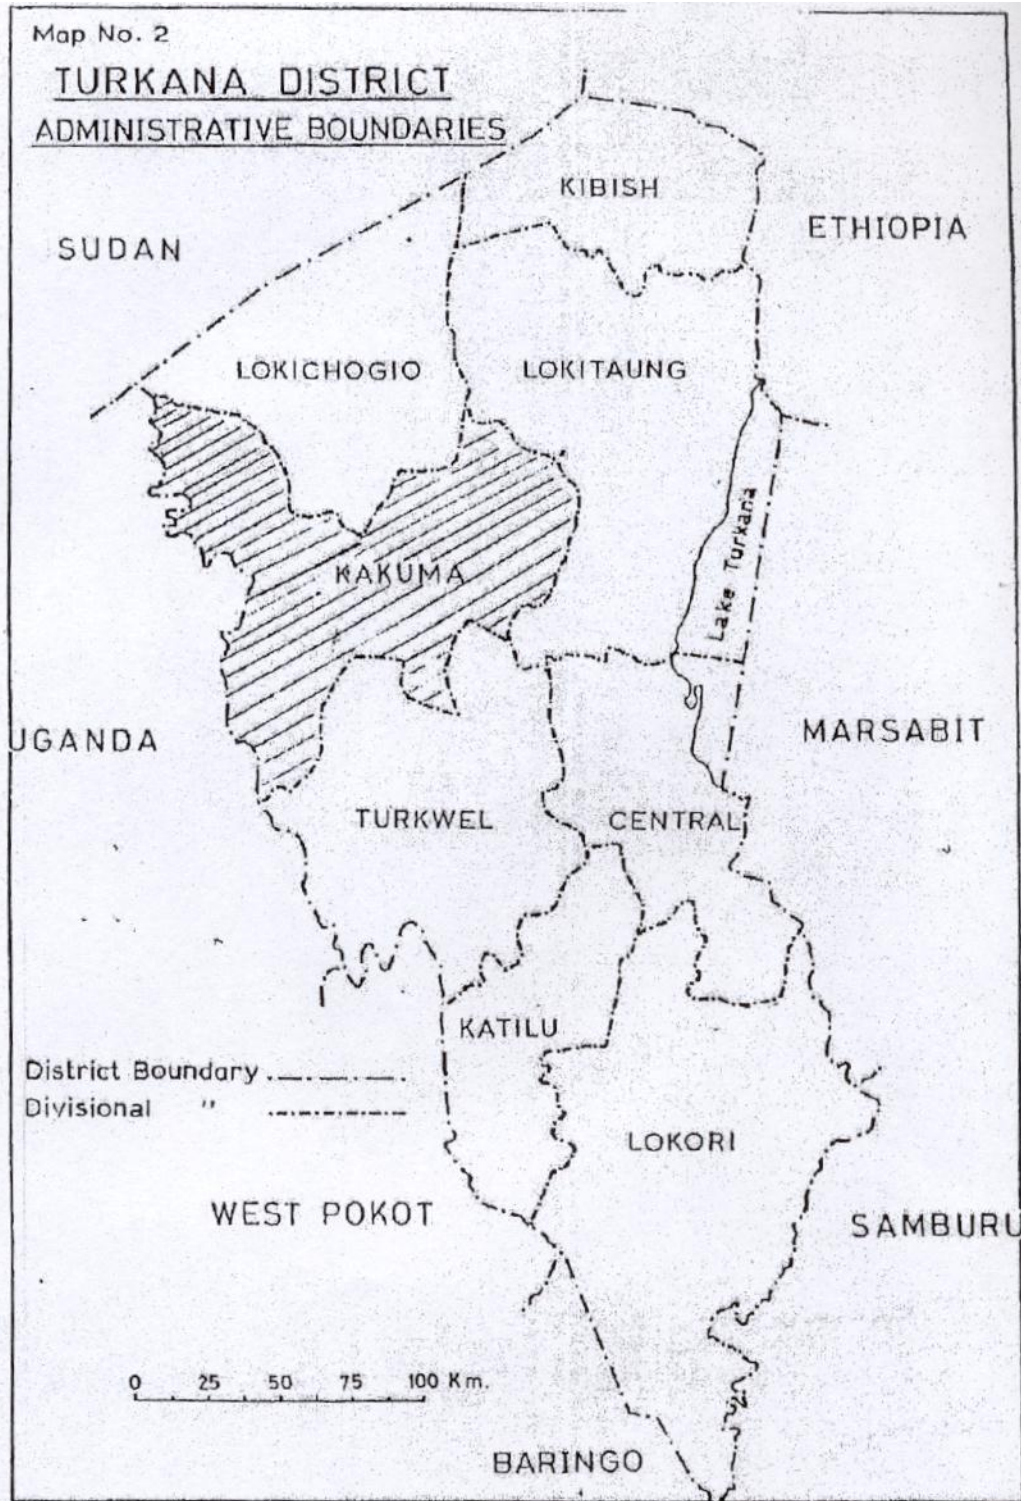 Map No. 2
TURKANA DISTRICT
ADMINISTRATIVE BOUNDARIES
KIBISH
ETHIOPIA
SUDAN
LOKICHOGIO
LOKITAUNG
Lake Turkana
KAKUMA
UGANDA
MARSABIT
TURKWEL
CENTRAL
KATILU
District Boundary
Divisional "
LOKORI
WEST POKOT
SAMBURU
0 25 50 75 100 Km.
BARINGO